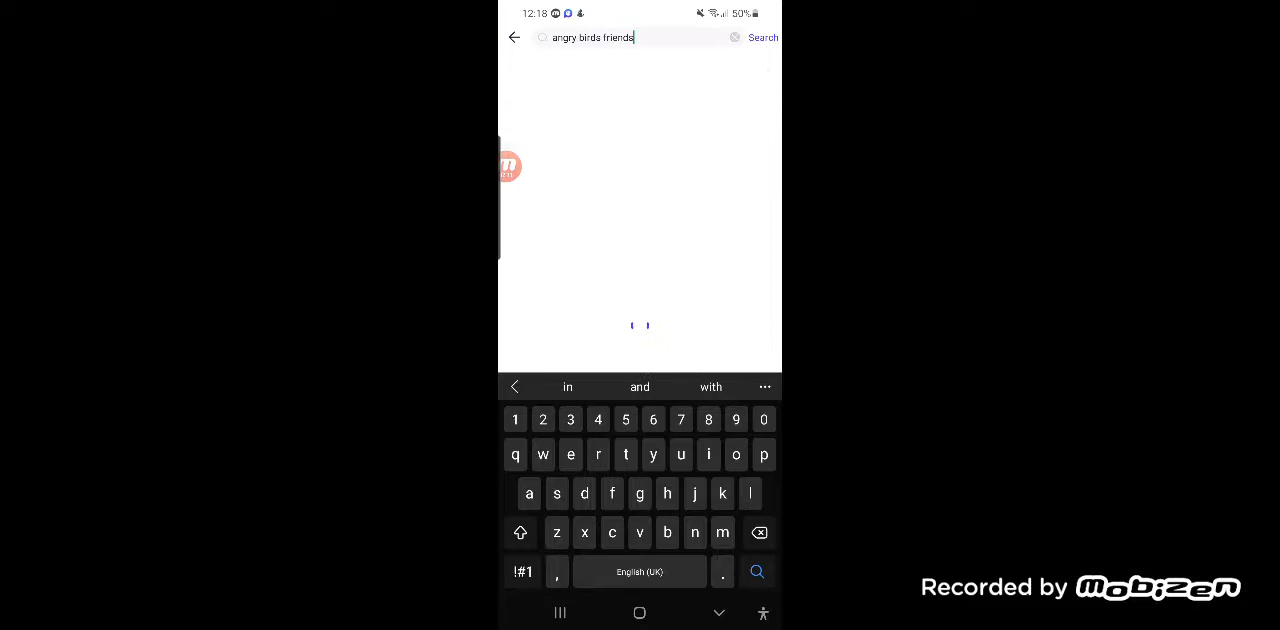 12:18
50%
angry birds friends
Search
in and with
1 2 3 4 5 6 7 8 9 0
q w e r t y u i o p
a s d f g h j k l
z x c v b n m
!#1 , English (UK) .
Recorded by mobizen